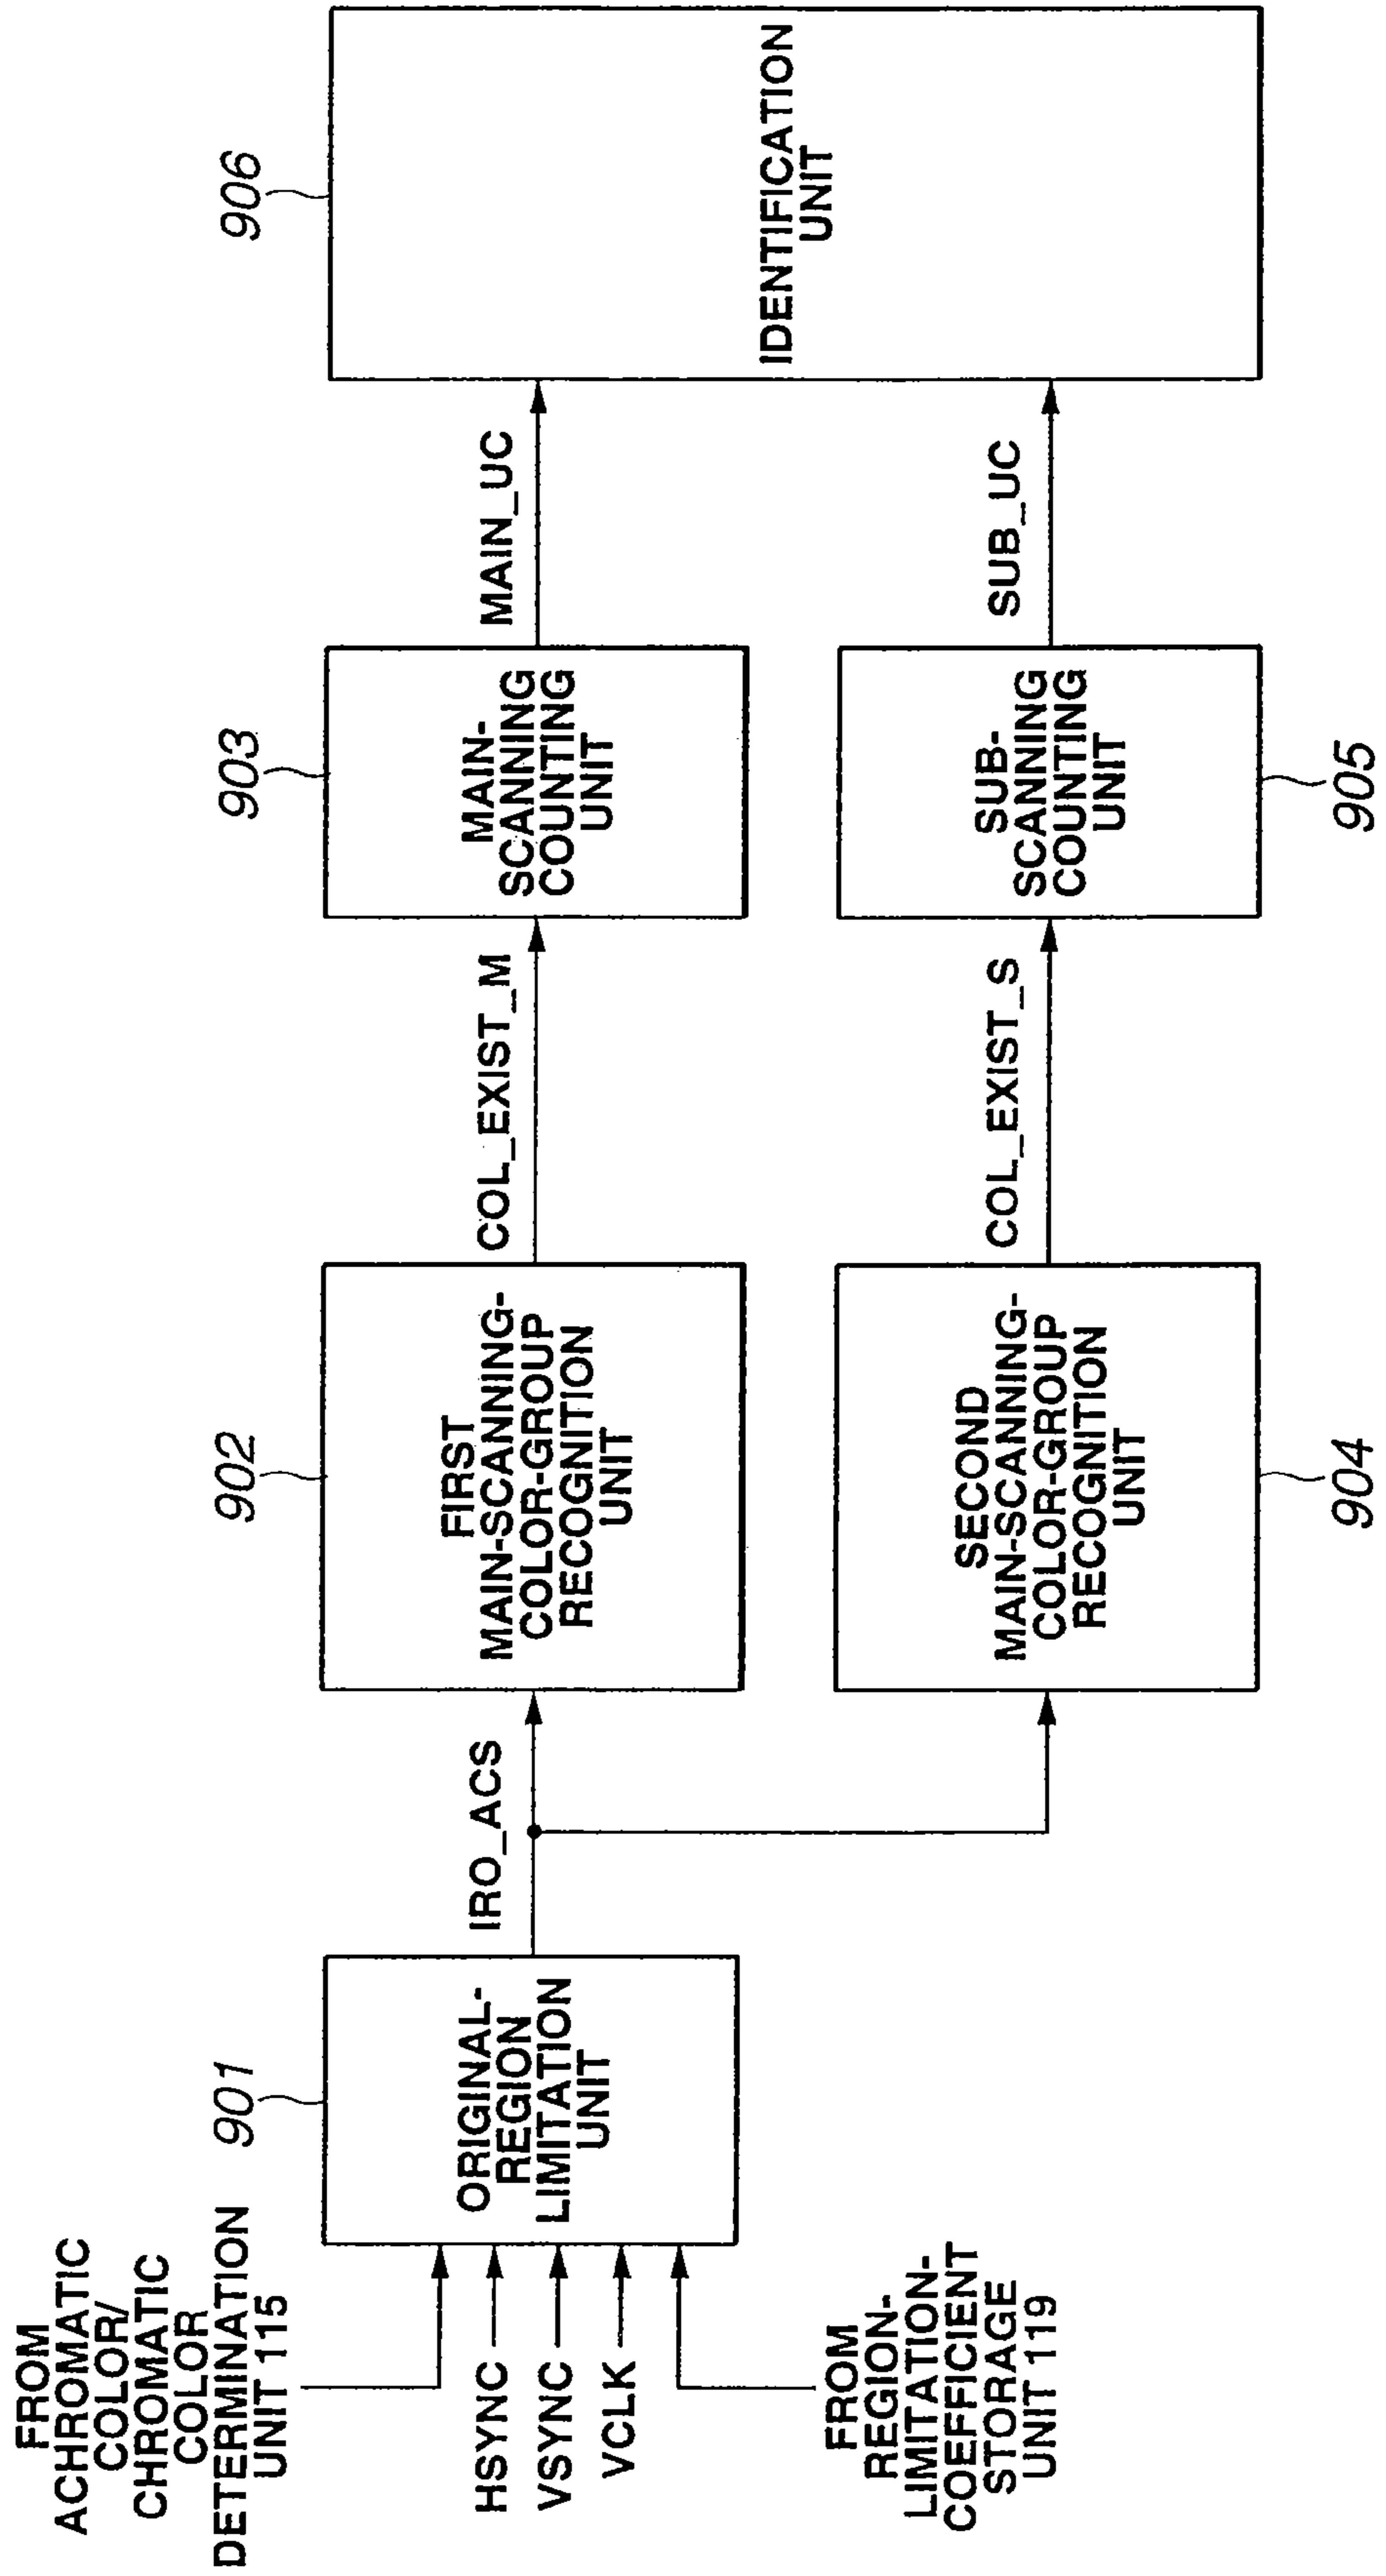 FROM
ACHROMATIC
COLOR/
CHROMATIC
COLOR
DETERMINATION
UNIT 115
HSYNC
VSYNC
VCLK
FROM
REGION-
LIMITATION-
COEFFICIENT
STORAGE
UNIT 119
901
ORIGINAL-
REGION
LIMITATION
UNIT
IRO_ACS
902
FIRST
MAIN-SCANNING-
COLOR-GROUP
RECOGNITION
UNIT
COL_EXIST_M
903
MAIN-
SCANNING
COUNTING
UNIT
MAIN_UC
SECOND
MAIN-SCANNING-
COLOR-GROUP
RECOGNITION
UNIT
904
COL_EXIST_S
SUB-
SCANNING
COUNTING
UNIT
905
SUB_UC
906
IDENTIFICATION
UNIT